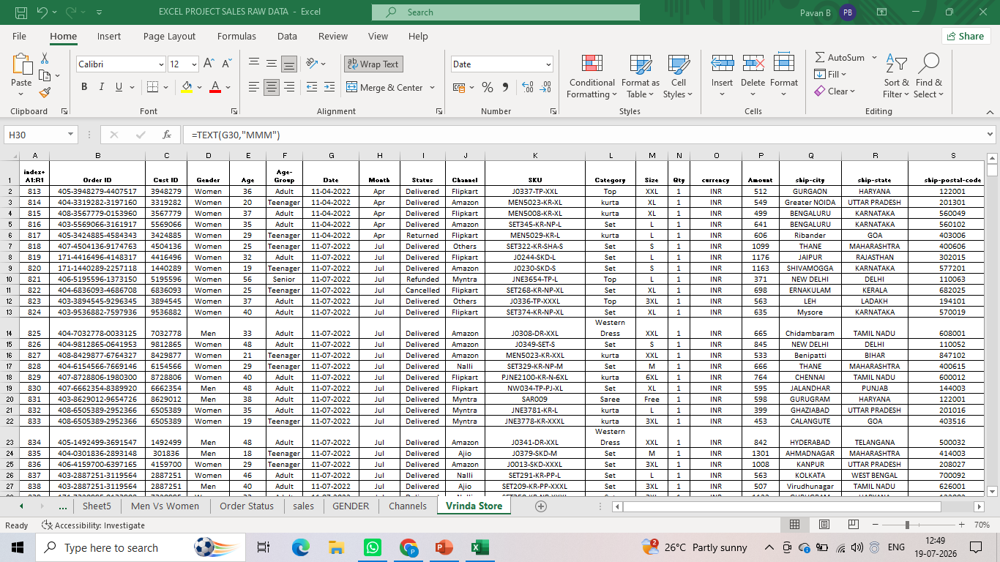 EXCEL PROJECT SALES RAW DATA - Excel
Search
Pavan B PB
File Home Insert Page Layout Formulas Data Review View Help Share
Calibri 12 Wrap Text Date AutoSum
Paste B I U Merge & Center Conditional Formatting Format as Table Cell Styles Insert Delete Format Fill Clear Sort & Filter Find & Select
Clipboard Font Alignment Number Styles Cells Editing
H30 fx =TEXT(G30,"MMM")
A B C D E F G H I J K L M N O P Q R S
1 index+A1:R1 Order ID Cust ID Gender Age Age-Group Date Month Status Channel SKU Category Size Qty currency Amount ship-city ship-state ship-postal-code
2 813 405-3948279-4407517 3948279 Women 36 Adult 11-04-2022 Apr Delivered Flipkart J0337-TP-XXL Top XXL 1 INR 512 GURGAON HARYANA 122001
3 814 404-3319282-3197160 3319282 Women 20 Teenager 11-04-2022 Apr Delivered Amazon MEN5023-KR-XL kurta XL 1 INR 549 Greater NOIDA UTTAR PRADESH 201301
4 815 408-3567779-0153960 3567779 Women 37 Adult 11-04-2022 Apr Delivered Flipkart MEN5008-KR-XL kurta XL 1 INR 499 BENGALURU KARNATAKA 560049
5 816 403-5569066-3161917 5569066 Women 35 Adult 11-04-2022 Apr Delivered Amazon SET345-KR-NP-L Set L 1 INR 641 BENGALURU KARNATAKA 560102
6 817 405-3424885-4584343 3424885 Women 29 Teenager 11-04-2022 Apr Returned Flipkart MEN5029-KR-L kurta L 1 INR 606 Ribander GOA 403006
7 818 407-4504136-9174763 4504136 Women 25 Teenager 11-07-2022 Jul Delivered Others SET322-KR-SHA-S Set S 1 INR 1099 THANE MAHARASHTRA 400606
8 819 171-4416496-4148317 4416496 Women 32 Adult 11-07-2022 Jul Delivered Flipkart J0244-SKD-L Set L 1 INR 1176 JAIPUR RAJASTHAN 302015
9 820 171-1440289-2257118 1440289 Women 19 Teenager 11-07-2022 Jul Delivered Amazon J0230-SKD-S Set S 1 INR 1163 SHIVAMOGGA KARNATAKA 577201
10 821 406-5195596-1373150 5195596 Women 56 Senior 11-07-2022 Jul Refunded Myntra JNE3654-TP-L Top L 1 INR 371 NEW DELHI DELHI 110063
11 822 404-6836093-4686708 6836093 Women 25 Teenager 11-07-2022 Jul Cancelled Flipkart SET268-KR-NP-XL Set XL 1 INR 698 ERNAKULAM KERALA 682025
12 823 403-3894545-9296345 3894545 Women 37 Adult 11-07-2022 Jul Delivered Others J0336-TP-XXXL Top 3XL 1 INR 563 LEH LADAKH 194101
13 824 403-9536882-7597936 9536882 Women 40 Adult 11-07-2022 Jul Delivered Flipkart SET374-KR-NP-XL Set XL 1 INR 635 Mysore KARNATAKA 570019
14 825 404-7032778-0033125 7032778 Men 33 Adult 11-07-2022 Jul Delivered Amazon J0308-DR-XXL Western Dress XXL 1 INR 665 Chidambaram TAMIL NADU 608001
15 826 404-9812865-0641953 9812865 Women 48 Adult 11-07-2022 Jul Delivered Amazon J0349-SET-S Set S 1 INR 845 NEW DELHI DELHI 110052
16 827 408-8429877-6764327 8429877 Women 21 Teenager 11-07-2022 Jul Delivered Amazon MEN5023-KR-XXL kurta XXL 1 INR 533 Benipatti BIHAR 847102
17 828 404-6154566-7669146 6154566 Women 29 Teenager 11-07-2022 Jul Delivered Nalli SET329-KR-NP-M Set M 1 INR 666 THANE MAHARASHTRA 400615
18 829 407-8728806-1980300 8728806 Women 40 Adult 11-07-2022 Jul Delivered Flipkart PJNE2100-KR-N-6XL kurta 6XL 1 INR 764 CHENNAI TAMIL NADU 600012
19 830 407-6662354-8389920 6662354 Men 48 Adult 11-07-2022 Jul Delivered Flipkart NW034-TP-PJ-XL Set XL 1 INR 595 JALANDHAR PUNJAB 144003
20 831 403-8629012-9654726 8629012 Men 38 Adult 11-07-2022 Jul Delivered Myntra SAR009 Saree Free 1 INR 598 GURUGRAM HARYANA 122001
21 832 408-6505389-2952366 6505389 Women 35 Adult 11-07-2022 Jul Delivered Myntra JNE3781-KR-L kurta L 1 INR 399 GHAZIABAD UTTAR PRADESH 201016
22 833 408-6505389-2952366 6505389 Women 19 Teenager 11-07-2022 Jul Delivered Myntra JNE3778-KR-XXXL kurta 3XL 1 INR 453 CALANGUTE GOA 403516
23 834 405-1492499-3691547 1492499 Men 48 Adult 11-07-2022 Jul Delivered Amazon J0341-DR-XXL Western Dress XXL 1 INR 842 HYDERABAD TELANGANA 500032
24 835 404-0301836-2893148 301836 Men 18 Teenager 11-07-2022 Jul Delivered Ajio J0379-SKD-M Set M 1 INR 1301 AHMADNAGAR MAHARASHTRA 414003
25 836 406-4159700-6397165 4159700 Women 29 Teenager 11-07-2022 Jul Delivered Amazon J0013-SKD-XXXL Set 3XL 1 INR 1008 KANPUR UTTAR PRADESH 208027
26 837 403-2887251-3119564 2887251 Women 46 Adult 11-07-2022 Jul Delivered Nalli SET291-KR-PP-L Set L 1 INR 563 KOLKATA WEST BENGAL 700092
27 838 403-2887251-3119564 2887251 Men 40 Adult 11-07-2022 Jul Delivered Ajio SET209-KR-PP-XXXL Set 3XL 1 INR 507 Virudhunagar TAMIL NADU 626001
... Sheet5 Men Vs Women Order Status sales GENDER Channels Vrinda Store
Ready Accessibility: Investigate 70%
Type here to search 2 26°C Partly sunny ENG 12:49
19-07-2026